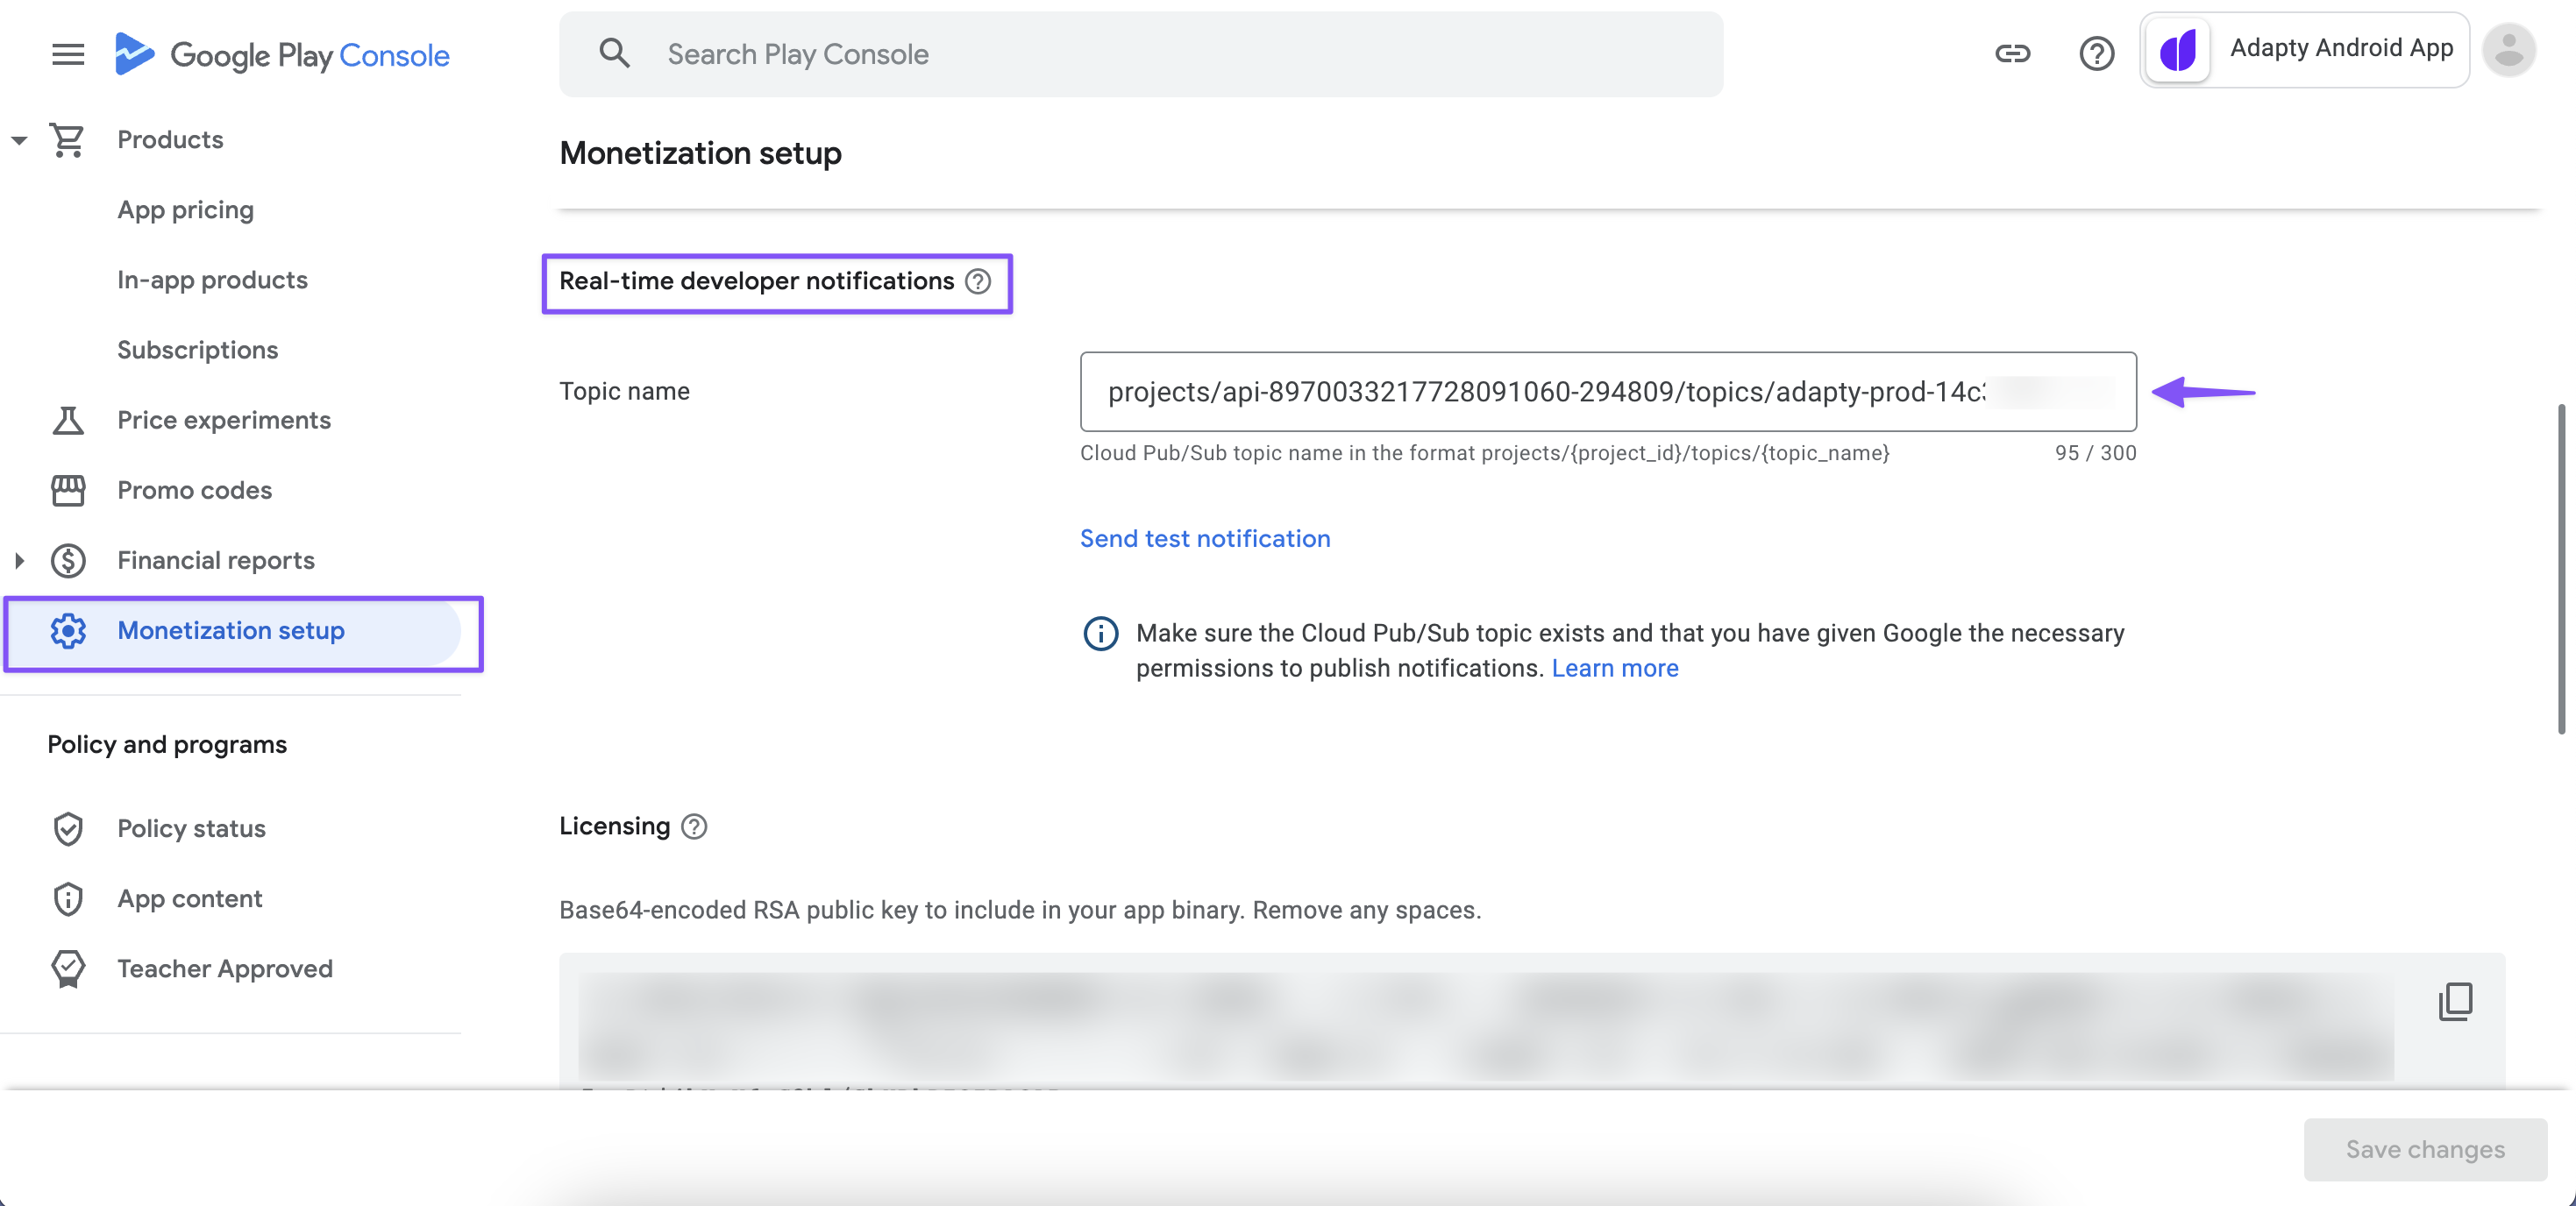 Google Play Console
Search Play Console
Adapty Android App
Products
App pricing
In-app products
Subscriptions
Price experiments
Promo codes
Financial reports
Monetization setup
Policy and programs
Policy status
App content
Teacher Approved
Monetization setup
Real-time developer notifications
Topic name
projects/api-8970033217728091060-294809/topics/adapty-prod-14c
Cloud Pub/Sub topic name in the format projects/{project_id}/topics/{topic_name}
95 / 300
Send test notification
Make sure the Cloud Pub/Sub topic exists and that you have given Google the necessary
permissions to publish notifications. Learn more
Licensing
Base64-encoded RSA public key to include in your app binary. Remove any spaces.
Save changes